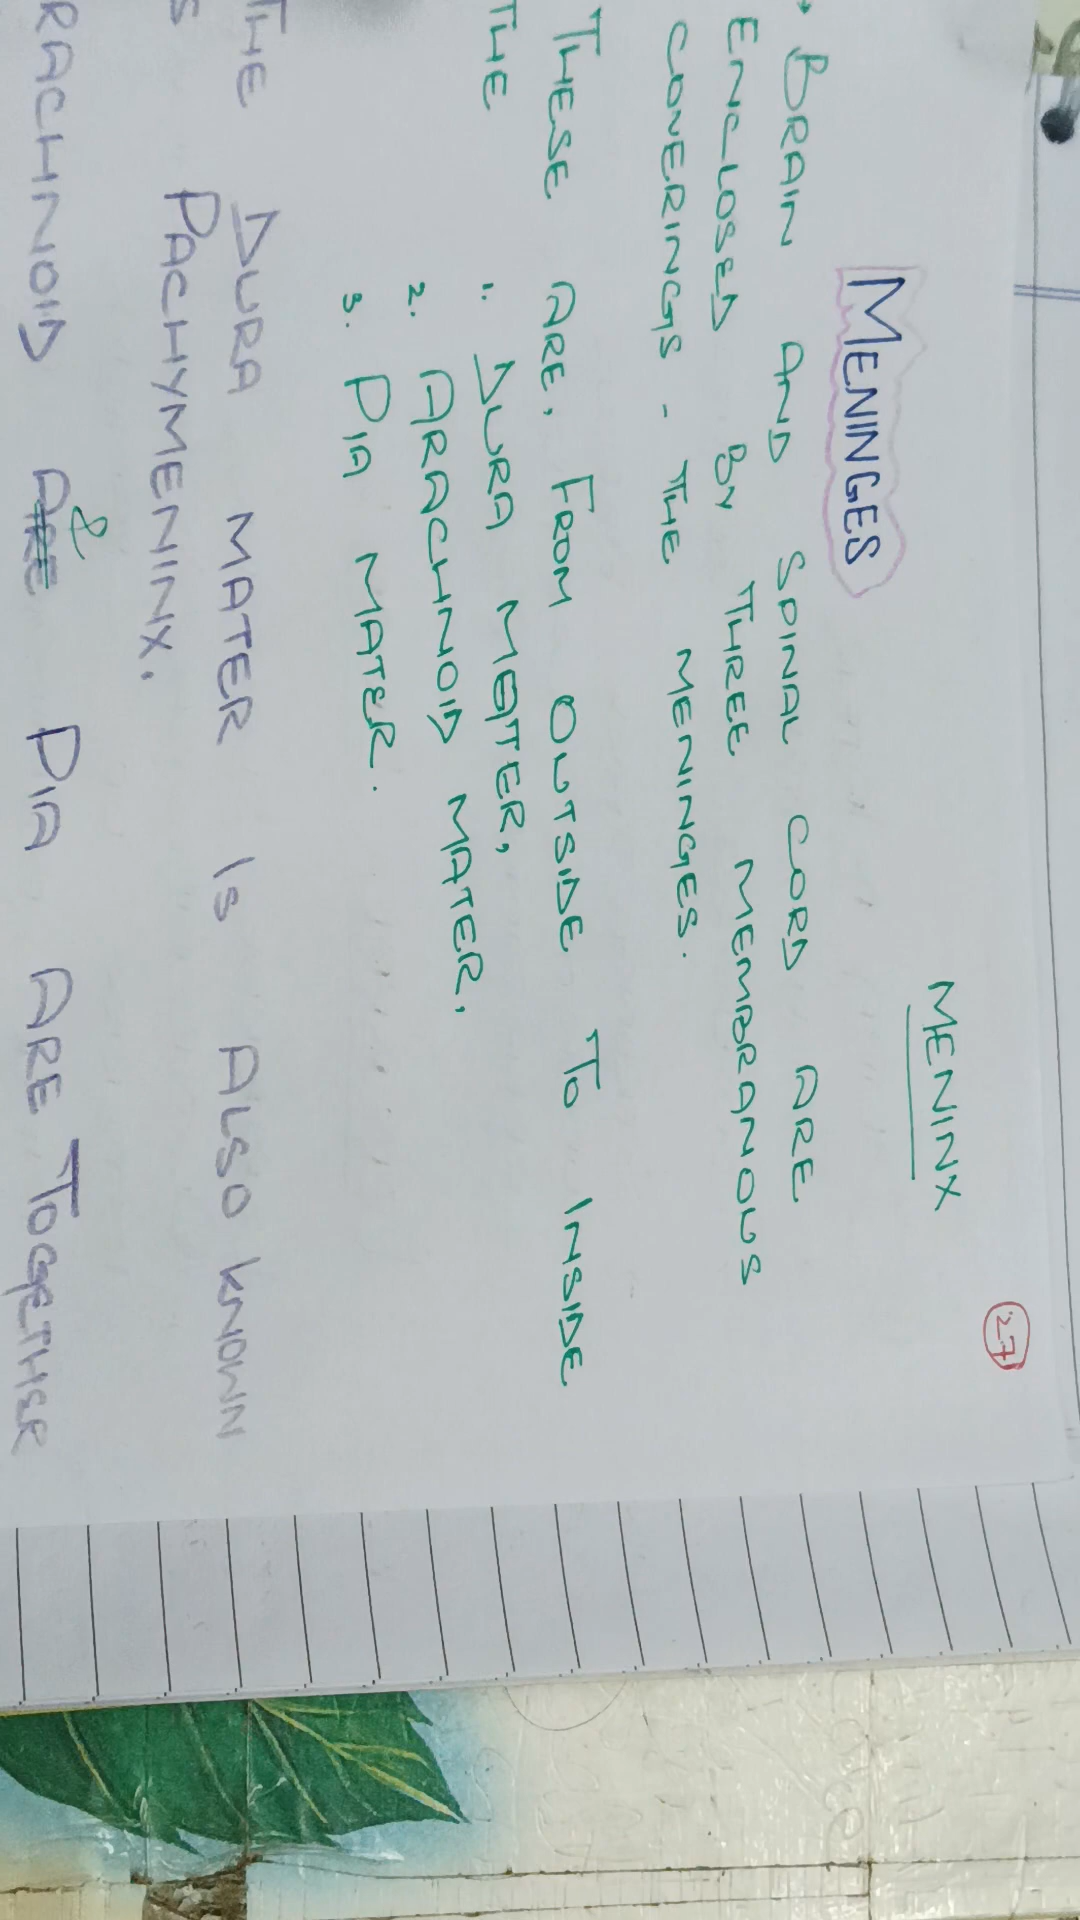 27
MENINX
MENINGES
BRAIN AND SPINAL CORD ARE
ENCLOSED BY THREE MEMBRANOUS
COVERINGS - THE MENINGES.
THESE ARE, FROM OUTSIDE TO INSIDE
THE
1. DURA MATER,
2. ARACHNOID MATER,
3. PIA MATER.
THE DURA MATER IS ALSO KNOWN
S PACHYMENINX.
RACHNOID & PIA ARE TOGETHER